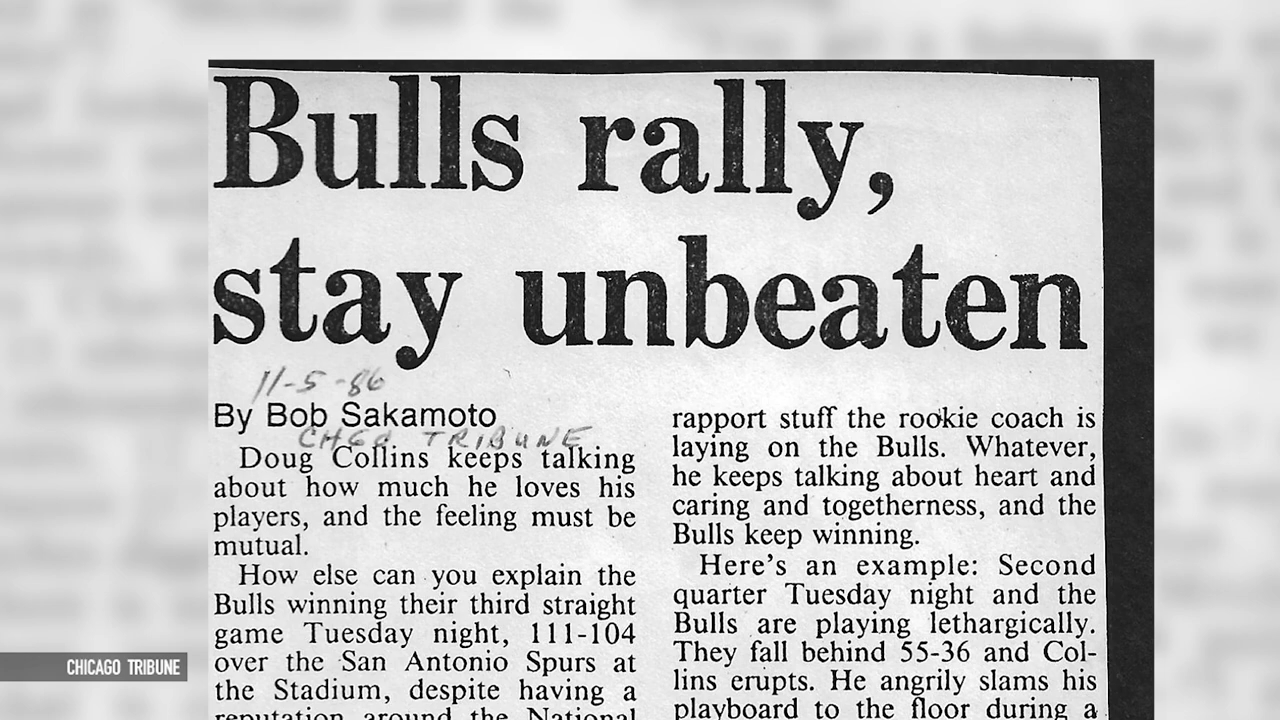 Bulls rally,
stay unbeaten
11-5-86
By Bob Sakamoto
CHGO TRIBUNE
Doug Collins keeps talking
about how much he loves his
players, and the feeling must be
mutual.
How else can you explain the
Bulls winning their third straight
game Tuesday night, 111-104
over the San Antonio Spurs at
the Stadium, despite having a
reputation around the National
rapport stuff the rookie coach is
laying on the Bulls. Whatever,
he keeps talking about heart and
caring and togetherness, and the
Bulls keep winning.
Here's an example: Second
quarter Tuesday night and the
Bulls are playing lethargically.
They fall behind 55-36 and Col-
lins erupts. He angrily slams his
playboard to the floor during a
CHICAGO TRIBUNE